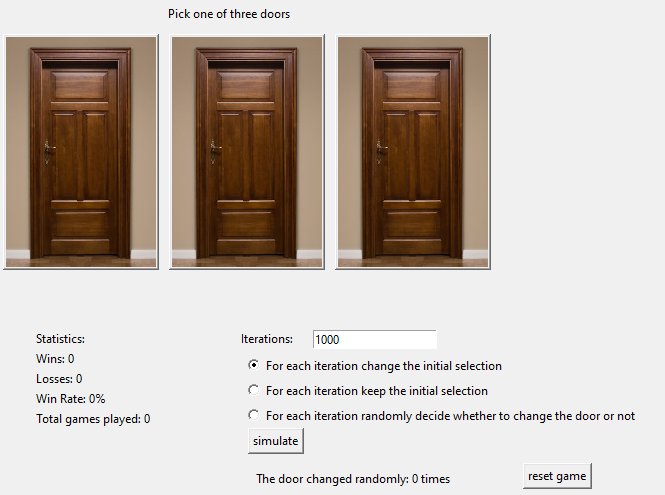 Pick one of three doors
Statistics:
Wins: 0
Losses: 0
Win Rate: 0%
Total games played: 0
Iterations: 1000
For each iteration change the initial selection
For each iteration keep the initial selection
For each iteration randomly decide whether to change the door or not
simulate
The door changed randomly: 0 times
reset game